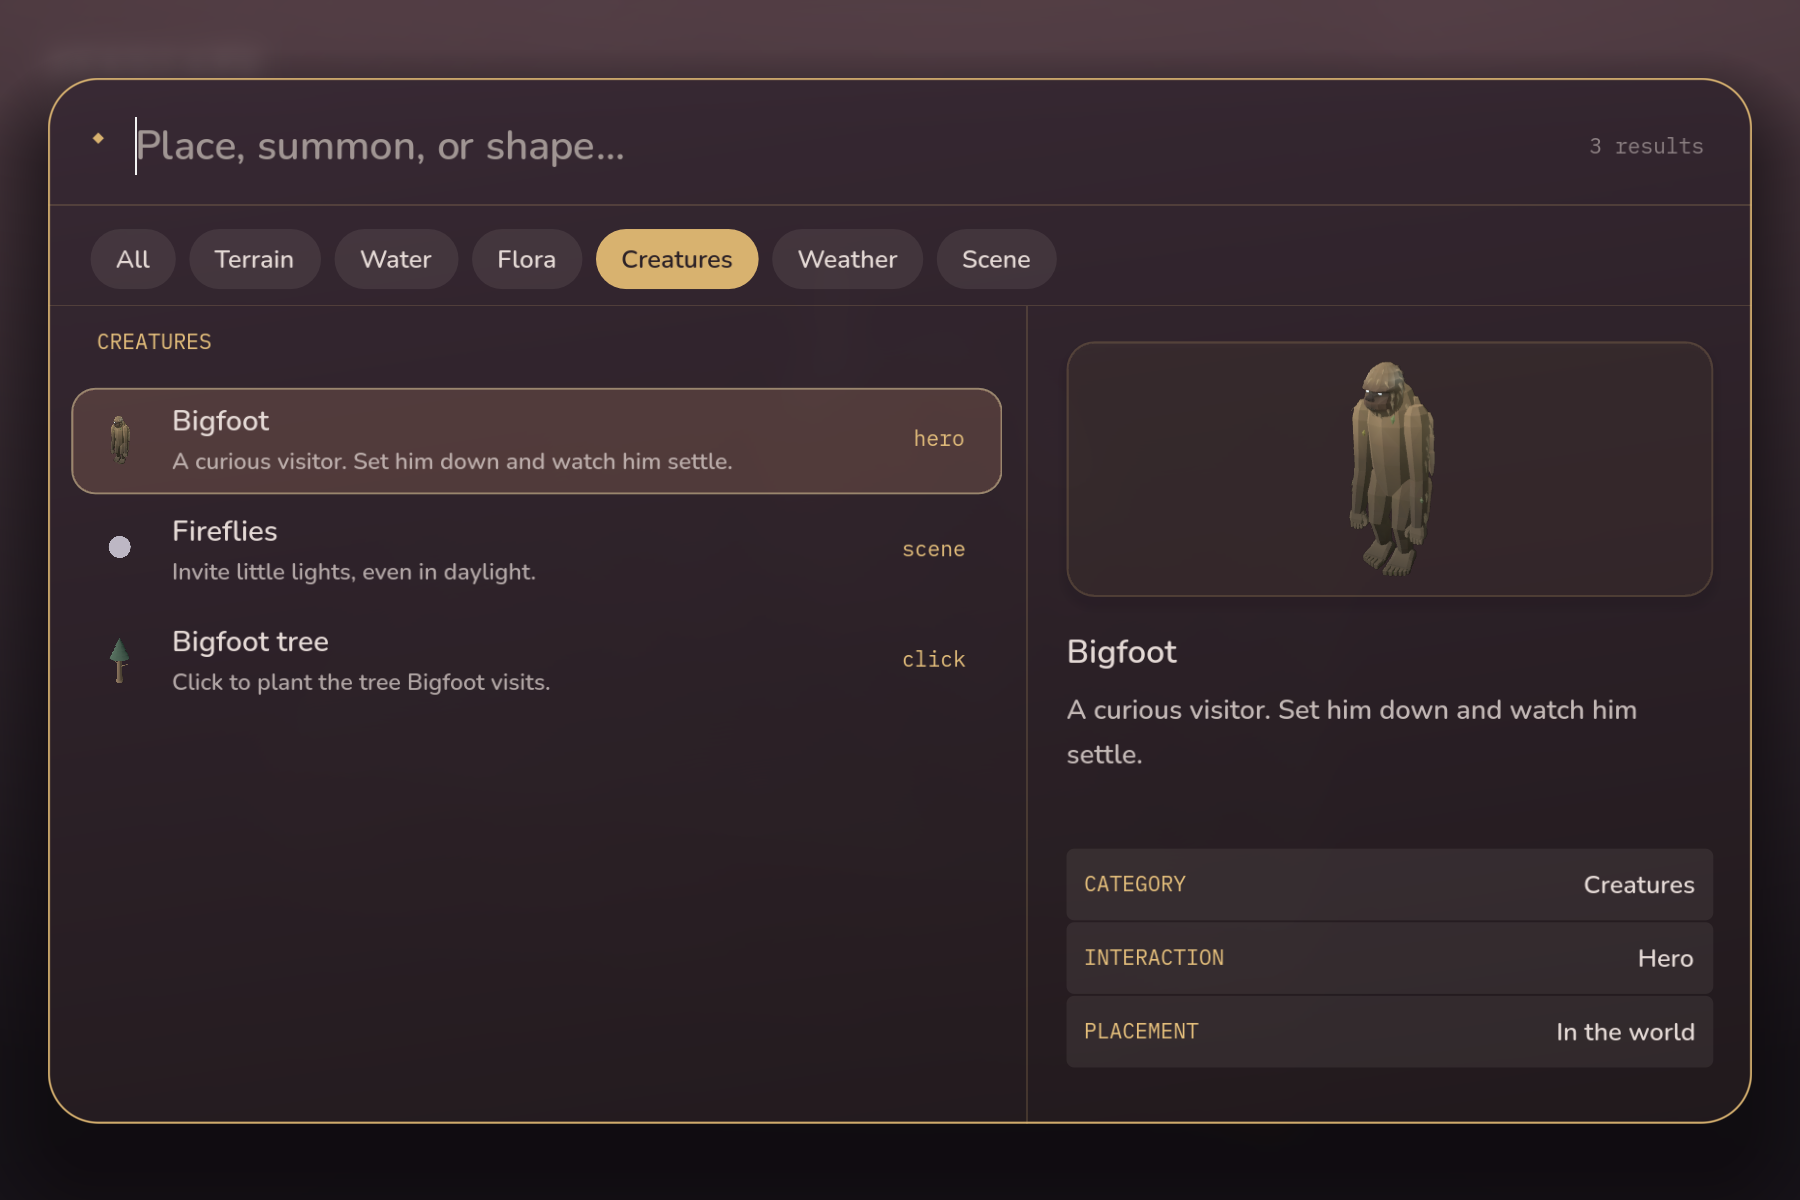 Place, summon, or shape...
3 results
All
Terrain
Water
Flora
Creatures
Weather
Scene
CREATURES
Bigfoot
A curious visitor. Set him down and watch him settle.
hero
Fireflies
Invite little lights, even in daylight.
scene
Bigfoot tree
Click to plant the tree Bigfoot visits.
click
Bigfoot
A curious visitor. Set him down and watch him
settle.
CATEGORY
Creatures
INTERACTION
Hero
PLACEMENT
In the world